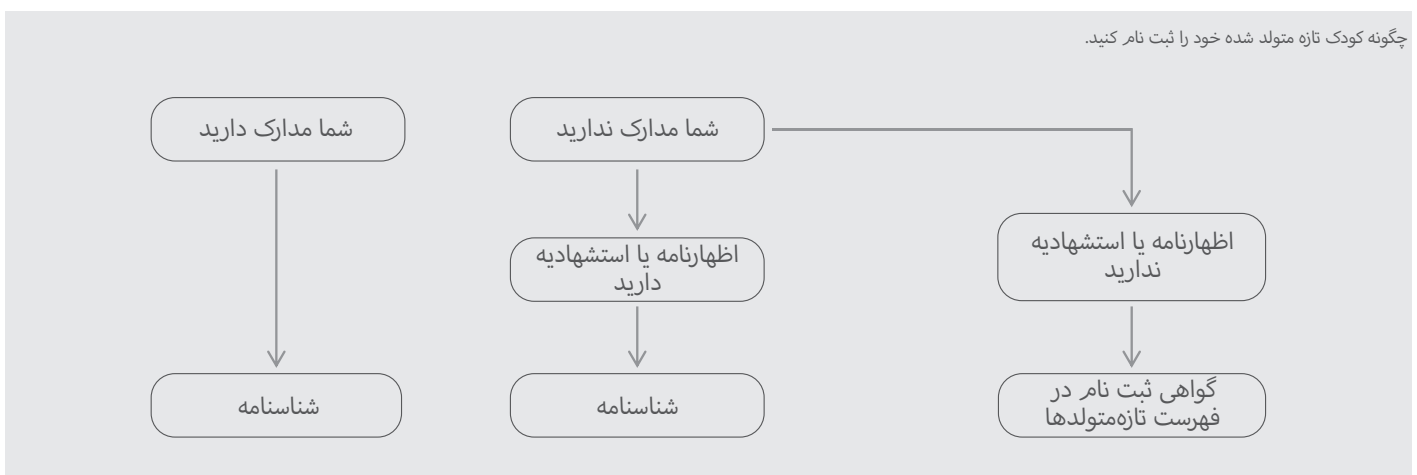 چگونه کودک تازه متولد شده خود را ثبت نام کنید.
شما مدارک ندارید
شما مدارک دارید
اظهارنامه یا استشهادیه
ندارید
اظهارنامه یا استشهادیه
دارید
گواهی ثبت نام در
فهرست تازه‌متولدها
شناسنامه
شناسنامه